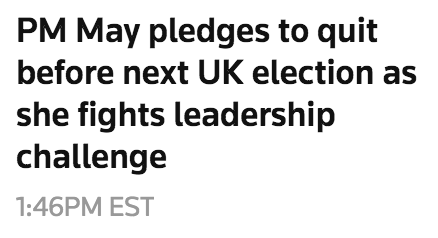 PM May pledges to quit
before next UK election as
she fights leadership
challenge
1:46PM EST